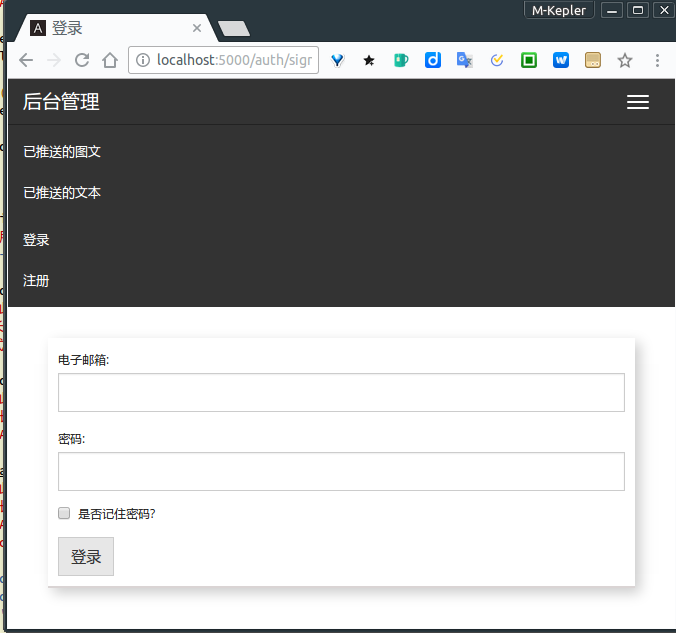 M-Kepler
A 登录
localhost:5000/auth/sigr
后台管理
已推送的图文
已推送的文本
登录
注册
电子邮箱:
密码:
是否记住密码?
登录